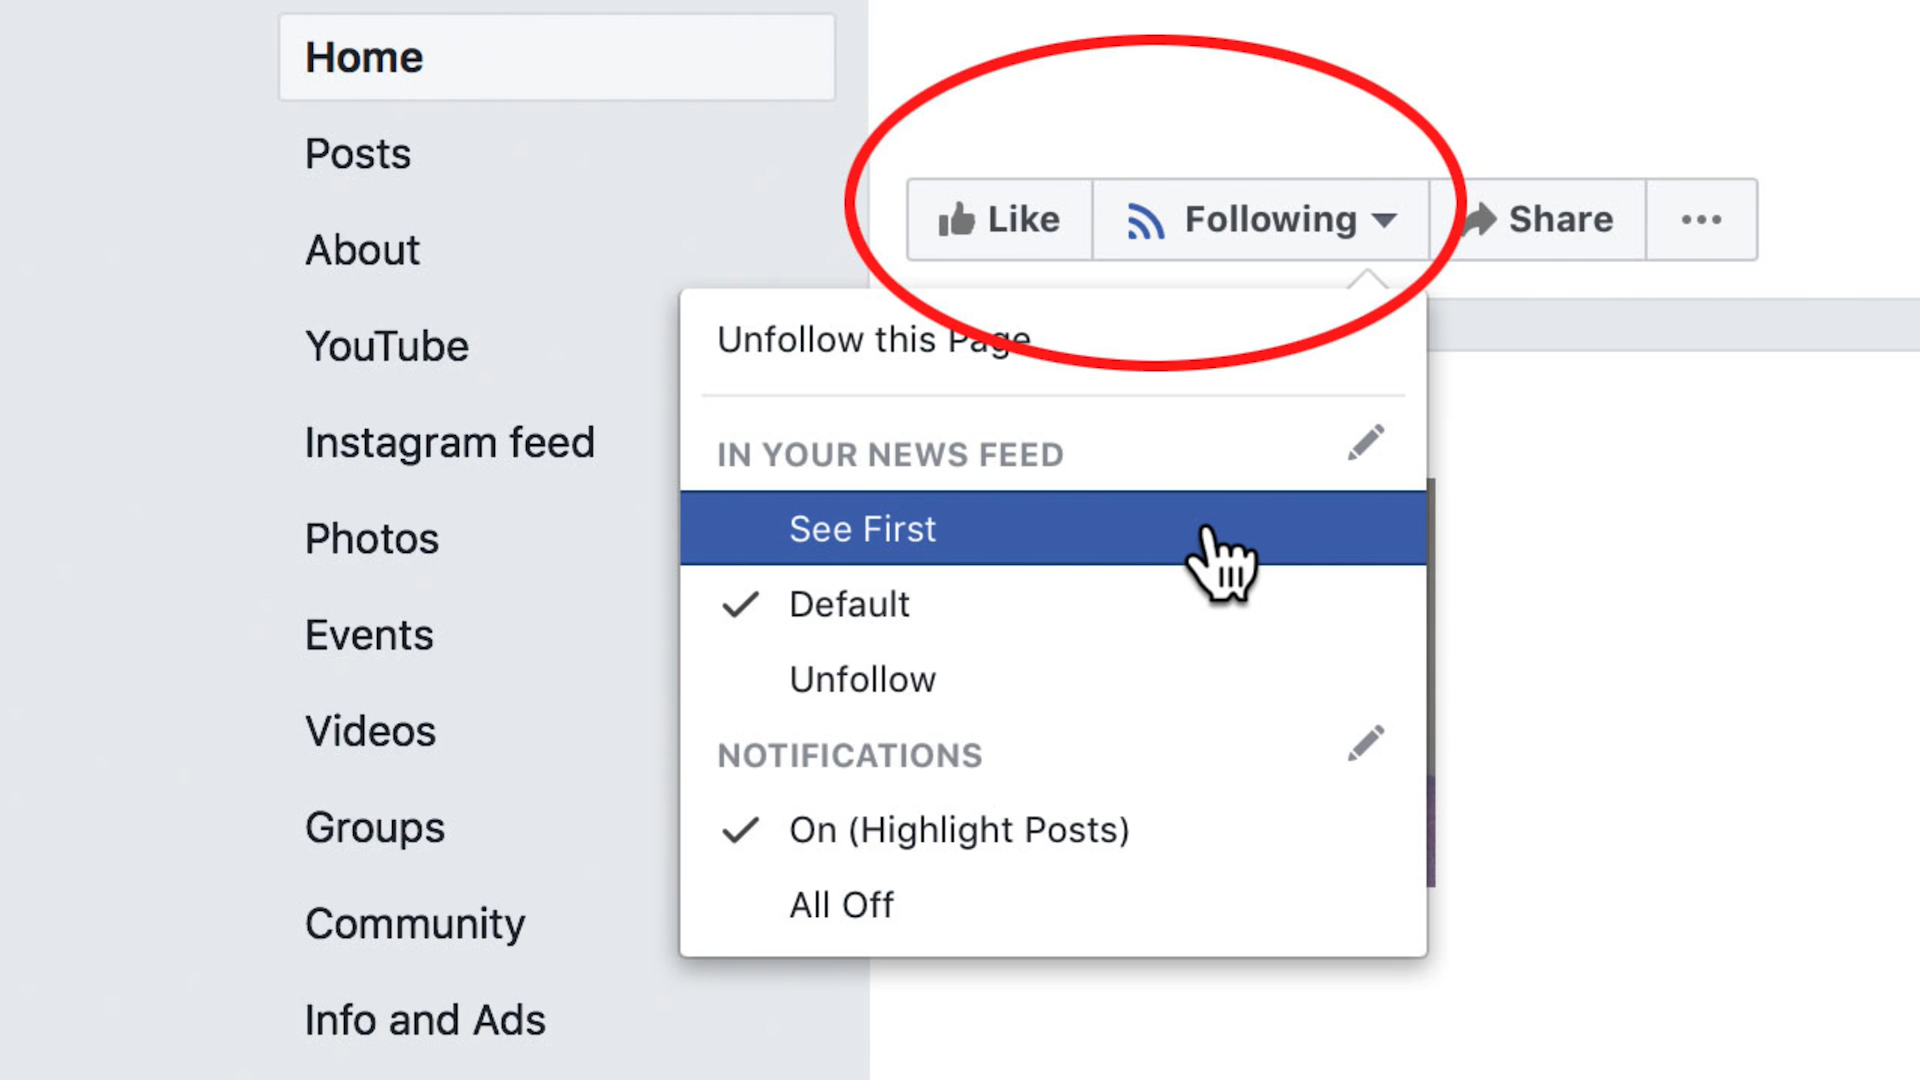 Home
Posts
About
YouTube
Instagram feed
Photos
Events
Videos
Groups
Community
Info and Ads
Like
Following
Share
Unfollow this Page
IN YOUR NEWS FEED
See First
Default
Unfollow
NOTIFICATIONS
On (Highlight Posts)
All Off